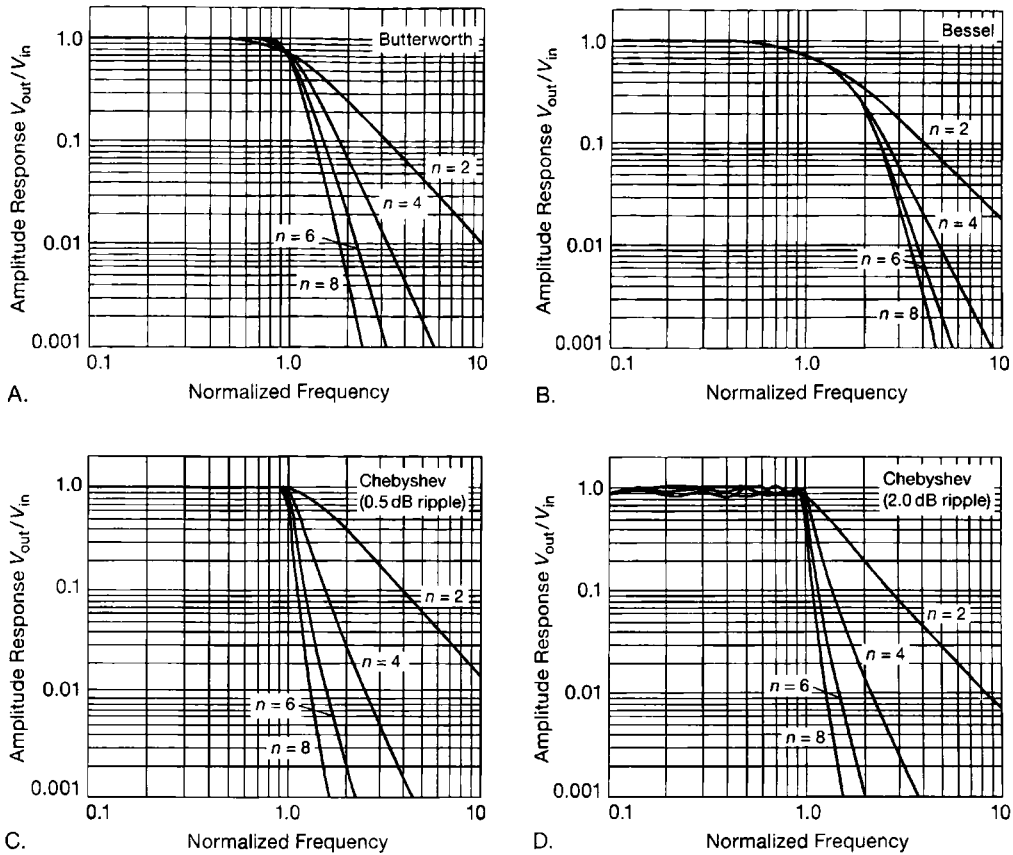 Butterworth
Amplitude Response Vout/Vin
1.0
0.1
0.01
0.001
n = 2
n = 4
n = 6
n = 8
0.1
1.0
10
Normalized Frequency
A.
Bessel
Amplitude Response Vout/Vin
1.0
0.1
0.01
0.001
n = 2
n = 4
n = 6
n = 8
0.1
1.0
10
Normalized Frequency
B.
Chebyshev
(0.5 dB ripple)
Amplitude Response Vout/Vin
1.0
0.1
0.01
0.001
n = 2
n = 4
n = 6
n = 8
0.1
1.0
10
Normalized Frequency
C.
Chebyshev
(2.0 dB ripple)
Amplitude Response Vout/Vin
1.0
0.1
0.01
0.001
n = 2
n = 4
n = 6
n = 8
0.1
1.0
10
Normalized Frequency
D.